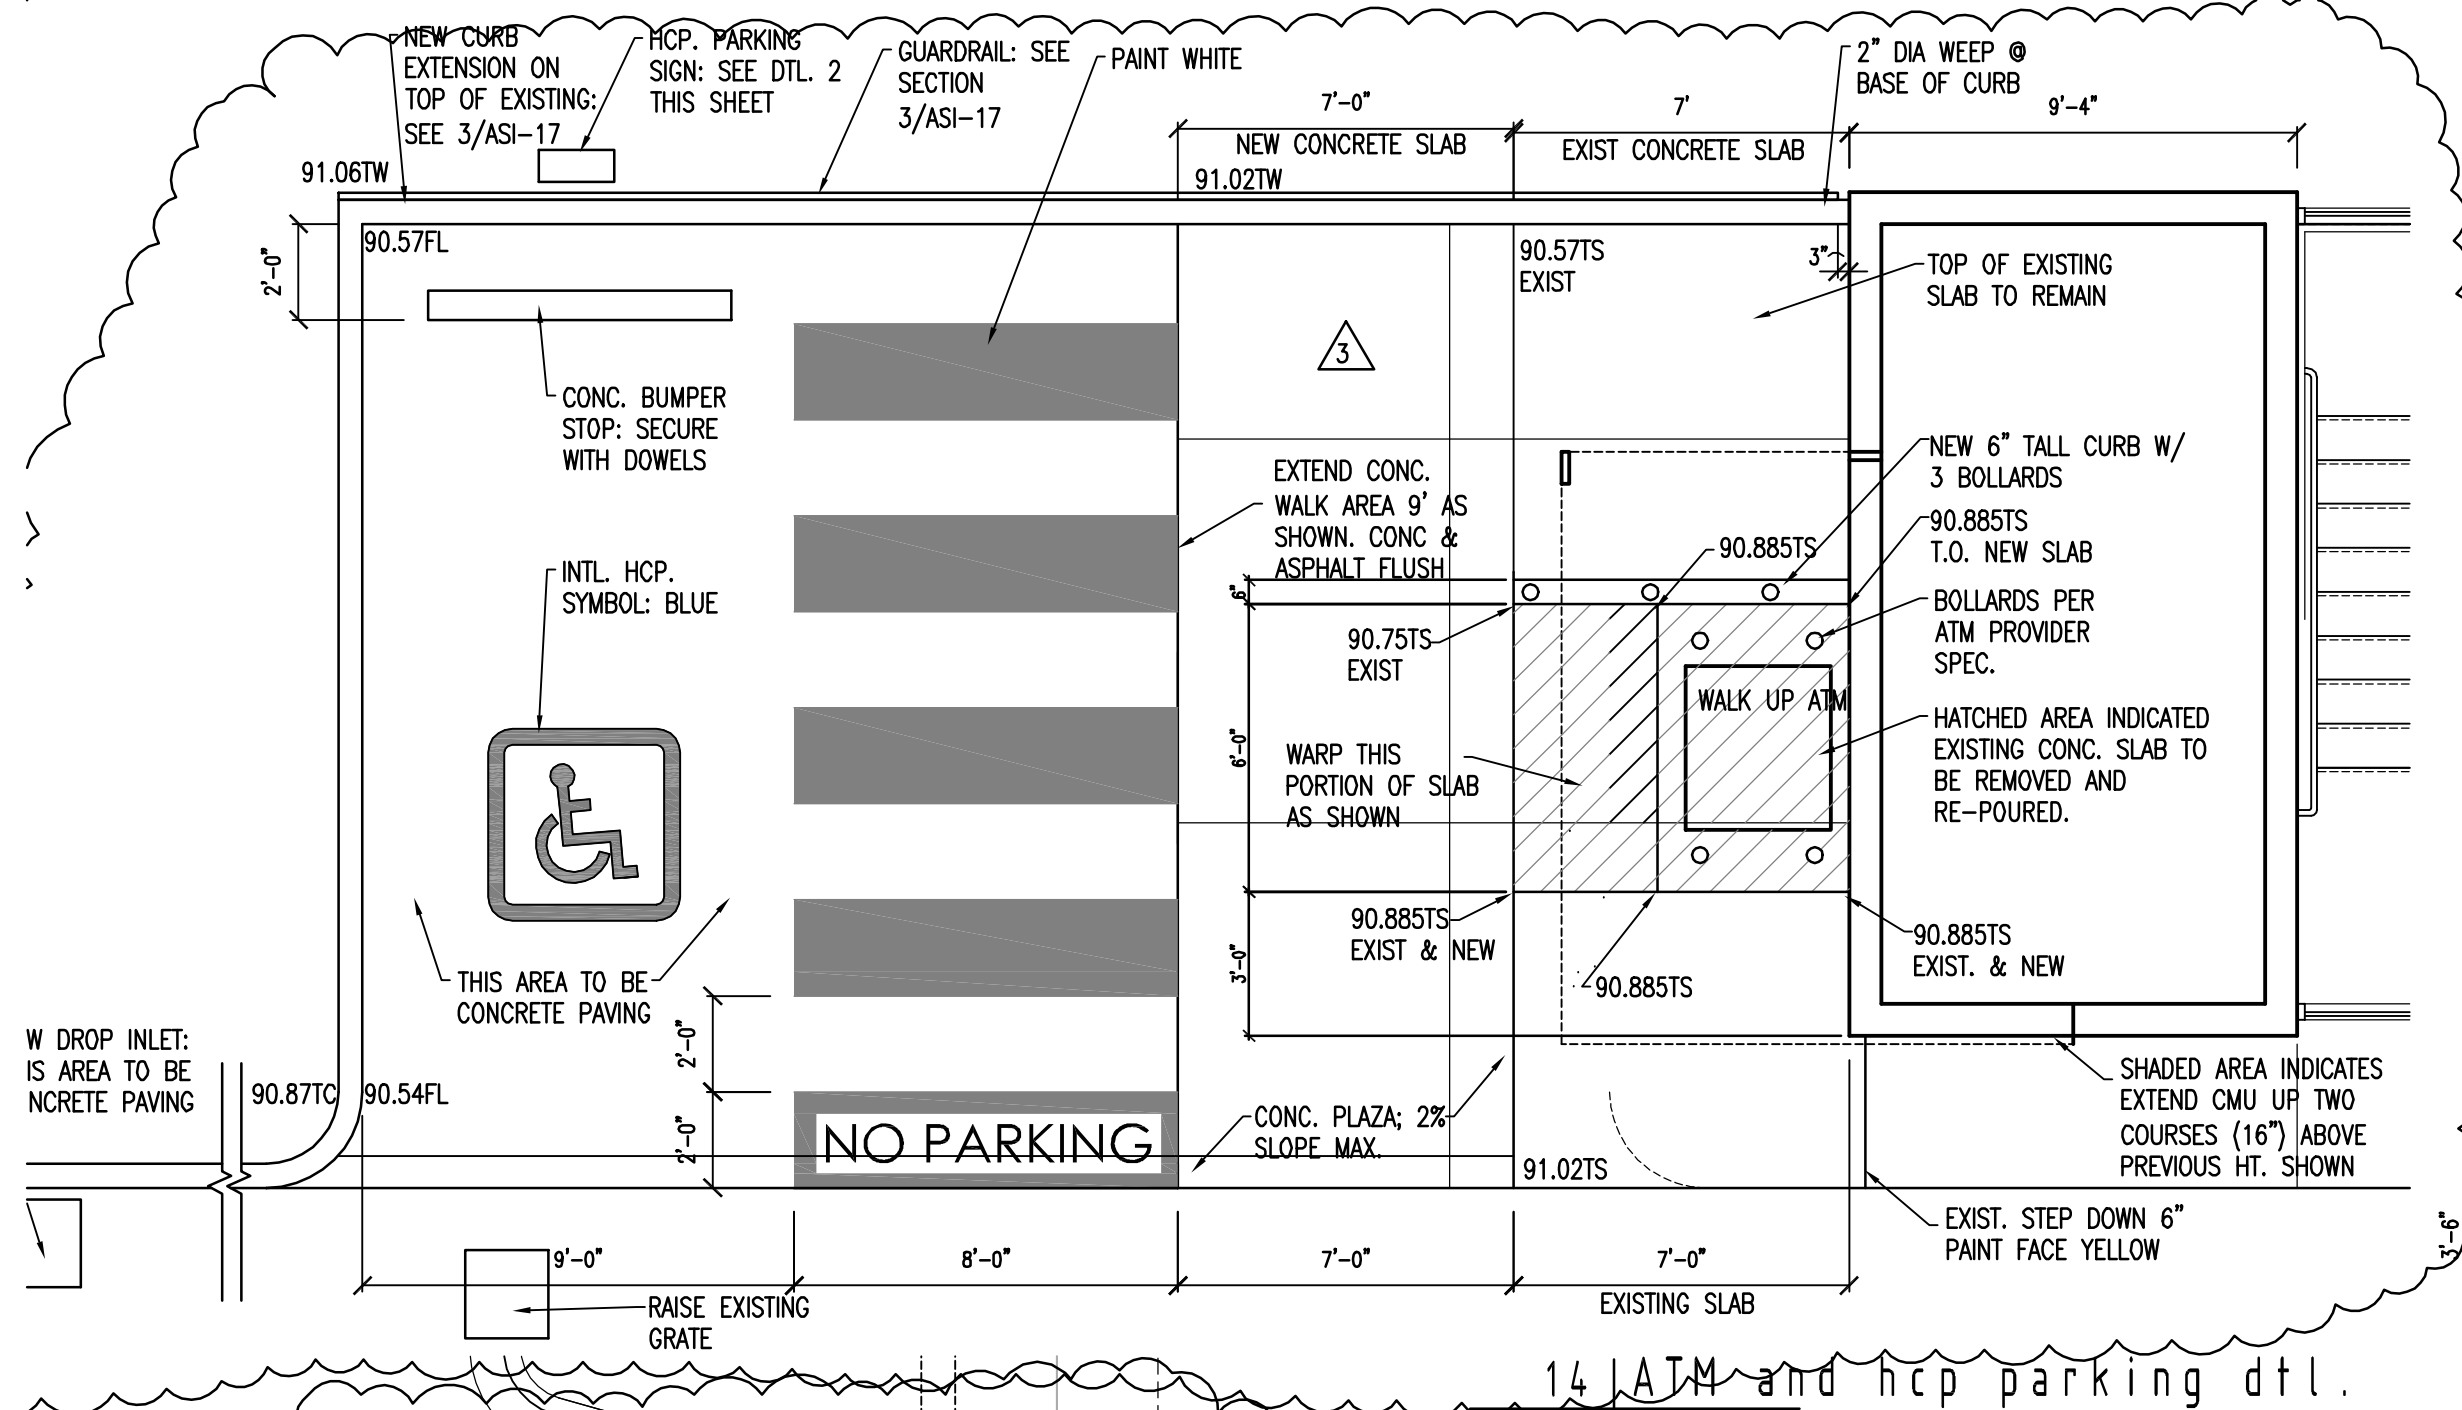 NEW CURB
EXTENSION ON
TOP OF EXISTING:
SEE 3/ASI-17
HCP. PARKING
SIGN: SEE DTL. 2
THIS SHEET
GUARDRAIL: SEE
SECTION
3/ASI-17
PAINT WHITE
7'-0"
NEW CONCRETE SLAB
7'
EXIST CONCRETE SLAB
2" DIA WEEP @
BASE OF CURB
9'-4"
91.06TW
91.02TW
2'-0"
90.57FL
90.57TS
EXIST
3"
TOP OF EXISTING
SLAB TO REMAIN
3
CONC. BUMPER
STOP: SECURE
WITH DOWELS
EXTEND CONC.
WALK AREA 9' AS
SHOWN. CONC &
ASPHALT FLUSH
NEW 6" TALL CURB W/
3 BOLLARDS
90.885TS
T.O. NEW SLAB
90.885TS
INTL. HCP.
SYMBOL: BLUE
6"
BOLLARDS PER
ATM PROVIDER
SPEC.
90.75TS
EXIST
WALK UP ATM
HATCHED AREA INDICATED
EXISTING CONC. SLAB TO
BE REMOVED AND
RE-POURED.
6'-0"
WARP THIS
PORTION OF SLAB
AS SHOWN
90.885TS
EXIST & NEW
90.885TS
EXIST. & NEW
3'-0"
90.885TS
THIS AREA TO BE
CONCRETE PAVING
2'-0"
W DROP INLET:
IS AREA TO BE
NCRETE PAVING
90.87TC
90.54FL
SHADED AREA INDICATES
EXTEND CMU UP TWO
COURSES (16") ABOVE
PREVIOUS HT. SHOWN
2'-0"
NO PARKING
CONC. PLAZA; 2%
SLOPE MAX.
91.02TS
EXIST. STEP DOWN 6"
PAINT FACE YELLOW
3'-6"
9'-0"
8'-0"
7'-0"
7'-0"
EXISTING SLAB
RAISE EXISTING
GRATE
14 ATM and hcp parking dtl.